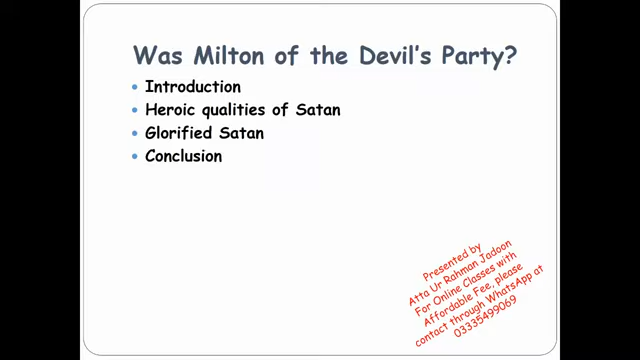 Was Milton of the Devil's Party?
• Introduction
• Heroic qualities of Satan
• Glorified Satan
• Conclusion
Presented by
Atta Ur Rahman Jadoon
For Online Classes with
Affordable Fee, please
contact through WhatsApp at
03335499069